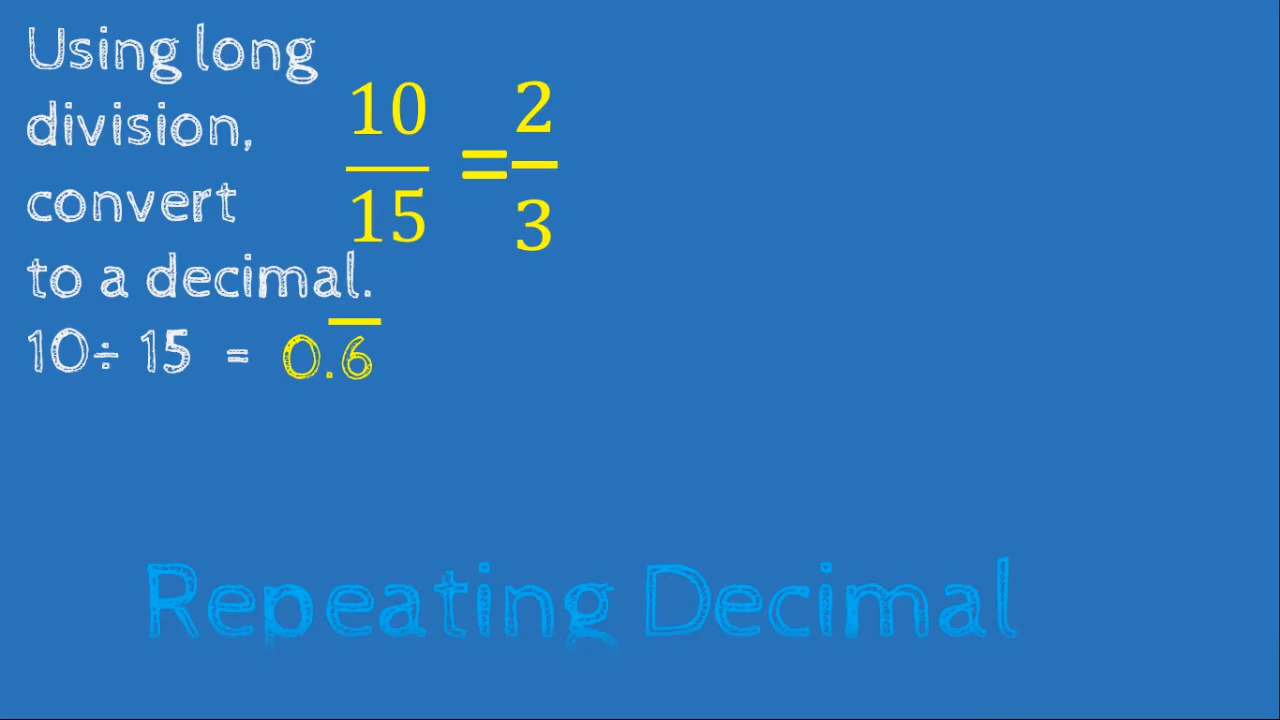 Using long
division,
convert
to a decimal.
10/15 = 2/3
10÷ 15 = 0.6̅
Repeating Decimal